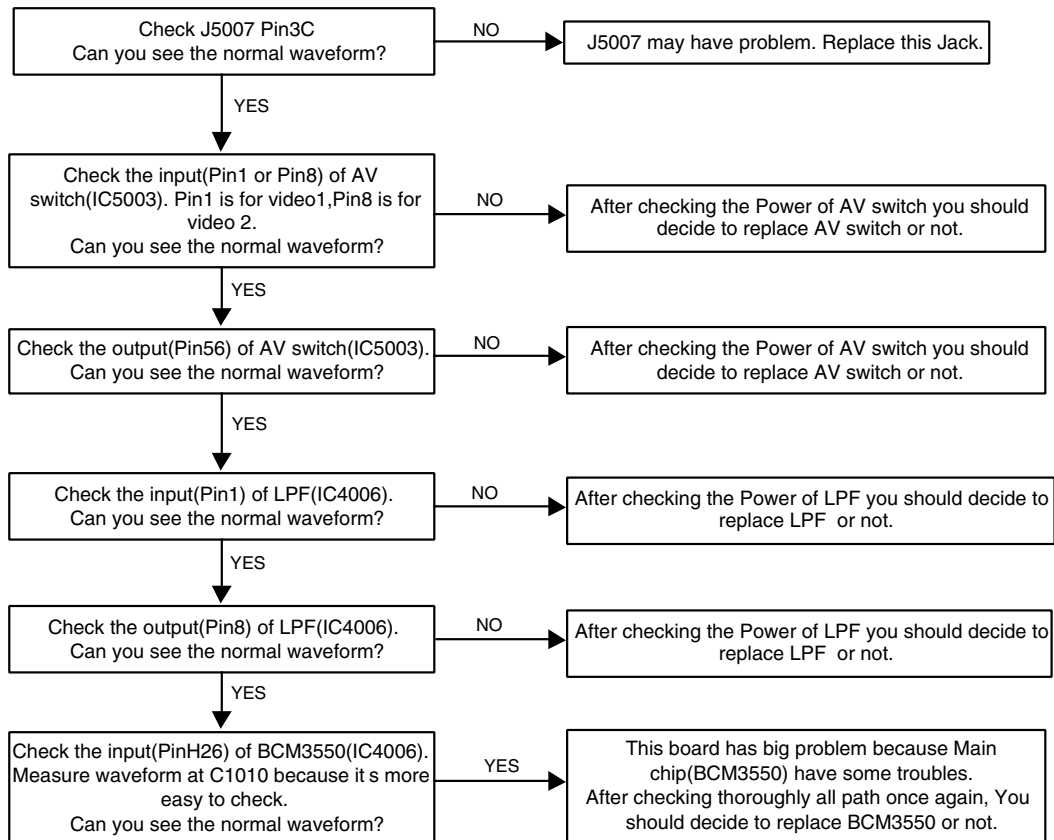 Check J5007 Pin3C
Can you see the normal waveform?
NO
J5007 may have problem. Replace this Jack.
YES
Check the input(Pin1 or Pin8) of AV
switch(IC5003). Pin1 is for video1,Pin8 is for
video 2.
Can you see the normal waveform?
NO
After checking the Power of AV switch you should
decide to replace AV switch or not.
YES
Check the output(Pin56) of AV switch(IC5003).
Can you see the normal waveform?
NO
After checking the Power of AV switch you should
decide to replace AV switch or not.
YES
Check the input(Pin1) of LPF(IC4006).
Can you see the normal waveform?
NO
After checking the Power of LPF you should decide to
replace LPF or not.
YES
Check the output(Pin8) of LPF(IC4006).
Can you see the normal waveform?
NO
After checking the Power of LPF you should decide to
replace LPF or not.
YES
Check the input(PinH26) of BCM3550(IC4006).
Measure waveform at C1010 because it s more
easy to check.
Can you see the normal waveform?
YES
This board has big problem because Main
chip(BCM3550) have some troubles.
After checking thoroughly all path once again, You
should decide to replace BCM3550 or not.